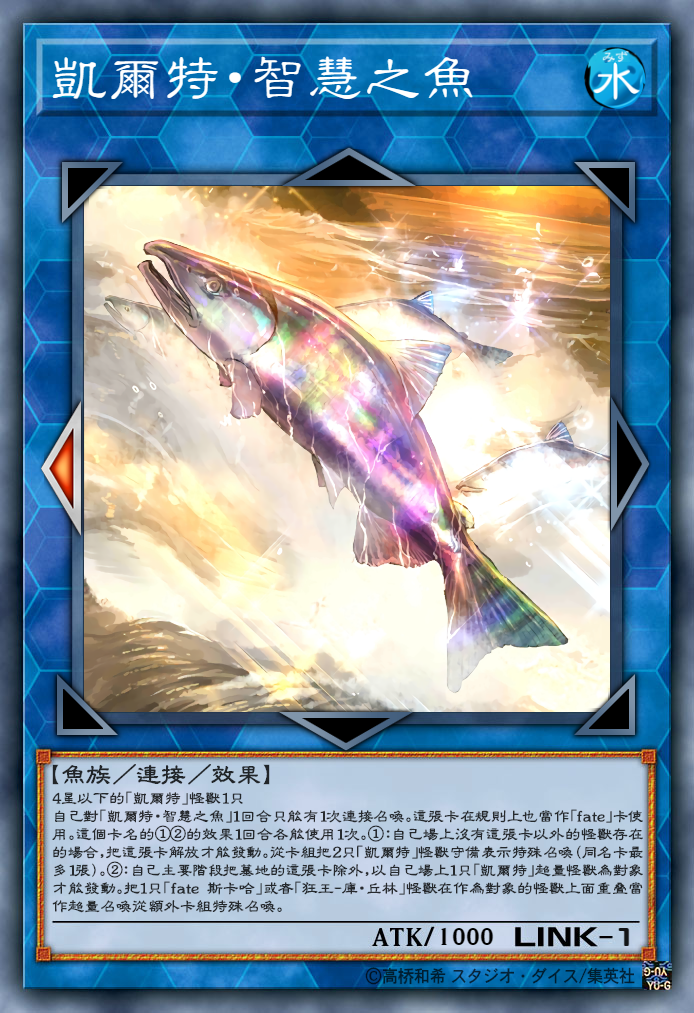 凱爾特・智慧之魚
みず
水
【魚族／連接／效果】
4星以下的「凱爾特」怪獸1只
自己對「凱爾特・智慧之魚」1回合只能有1次連接召喚。這張卡在規則上也當作「fate」卡使
用。這個卡名的①②的效果1回合各能使用1次。①：自己場上沒有這張卡以外的怪獸存在
的場合，把這張卡解放才能發動。從卡組把2只「凱爾特」怪獸守備表示特殊召喚(同名卡最
多1張)。②：自己主要階段把墓地的這張卡除外，以自己場上1只「凱爾特」超量怪獸為對象
才能發動。把1只「fate 斯卡哈」或者「狂王-庫・丘林」怪獸在作為對象的怪獸上面重疊當
作超量召喚從額外卡組特殊召喚。
ATK/1000 LINK-1
©高桥和希 スタジオ・ダイス/集英社
YU-G
YU-G